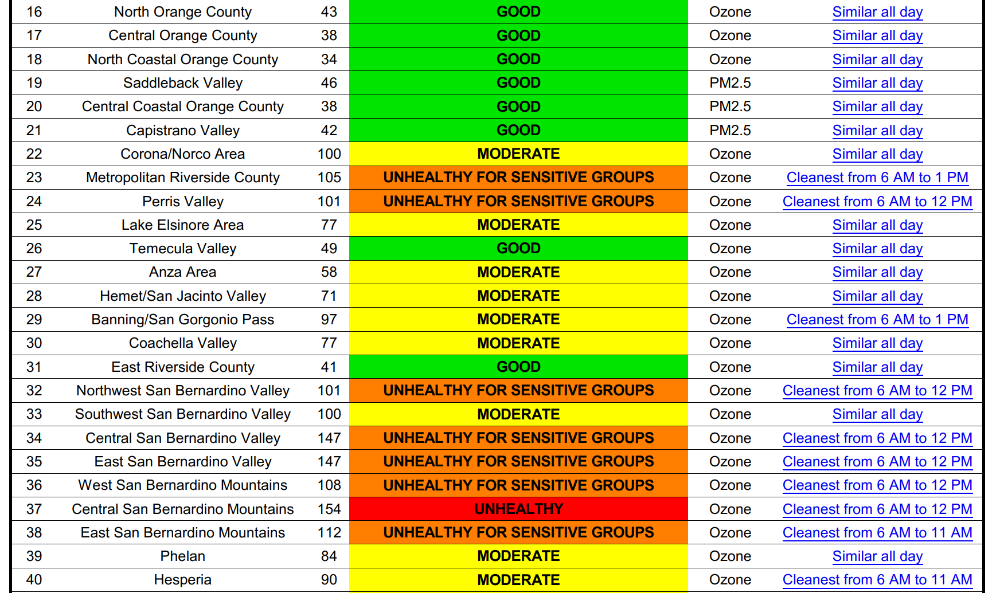 16 North Orange County 43 GOOD Ozone Similar all day
17 Central Orange County 38 GOOD Ozone Similar all day
18 North Coastal Orange County 34 GOOD Ozone Similar all day
19 Saddleback Valley 46 GOOD PM2.5 Similar all day
20 Central Coastal Orange County 38 GOOD PM2.5 Similar all day
21 Capistrano Valley 42 GOOD PM2.5 Similar all day
22 Corona/Norco Area 100 MODERATE Ozone Similar all day
23 Metropolitan Riverside County 105 UNHEALTHY FOR SENSITIVE GROUPS Ozone Cleanest from 6 AM to 1 PM
24 Perris Valley 101 UNHEALTHY FOR SENSITIVE GROUPS Ozone Cleanest from 6 AM to 12 PM
25 Lake Elsinore Area 77 MODERATE Ozone Similar all day
26 Temecula Valley 49 GOOD Ozone Similar all day
27 Anza Area 58 MODERATE Ozone Similar all day
28 Hemet/San Jacinto Valley 71 MODERATE Ozone Similar all day
29 Banning/San Gorgonio Pass 97 MODERATE Ozone Cleanest from 6 AM to 1 PM
30 Coachella Valley 77 MODERATE Ozone Similar all day
31 East Riverside County 41 GOOD Ozone Similar all day
32 Northwest San Bernardino Valley 101 UNHEALTHY FOR SENSITIVE GROUPS Ozone Cleanest from 6 AM to 12 PM
33 Southwest San Bernardino Valley 100 MODERATE Ozone Similar all day
34 Central San Bernardino Valley 147 UNHEALTHY FOR SENSITIVE GROUPS Ozone Cleanest from 6 AM to 12 PM
35 East San Bernardino Valley 147 UNHEALTHY FOR SENSITIVE GROUPS Ozone Cleanest from 6 AM to 12 PM
36 West San Bernardino Mountains 108 UNHEALTHY FOR SENSITIVE GROUPS Ozone Cleanest from 6 AM to 12 PM
37 Central San Bernardino Mountains 154 UNHEALTHY Ozone Cleanest from 6 AM to 12 PM
38 East San Bernardino Mountains 112 UNHEALTHY FOR SENSITIVE GROUPS Ozone Cleanest from 6 AM to 11 AM
39 Phelan 84 MODERATE Ozone Similar all day
40 Hesperia 90 MODERATE Ozone Cleanest from 6 AM to 11 AM